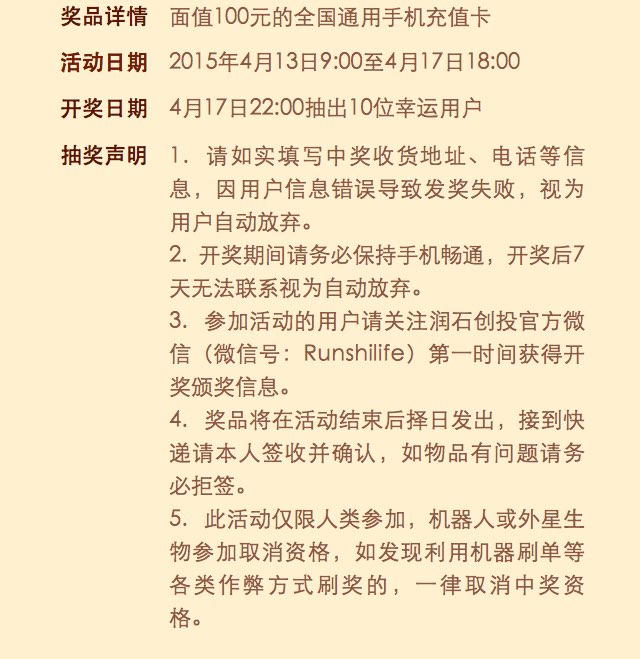 奖品详情 面值100元的全国通用手机充值卡
活动日期 2015年4月13日9:00至4月17日18:00
开奖日期 4月17日22:00抽出10位幸运用户
抽奖声明 1. 请如实填写中奖收货地址、电话等信
息，因用户信息错误导致发奖失败，视为
用户自动放弃。
2. 开奖期间请务必保持手机畅通，开奖后7
天无法联系视为自动放弃。
3. 参加活动的用户请关注润石创投官方微
信（微信号：Runshilife）第一时间获得开
奖颁奖信息。
4. 奖品将在活动结束后择日发出，接到快
递请本人签收并确认，如物品有问题请务
必拒签。
5. 此活动仅限人类参加，机器人或外星生
物参加取消资格，如发现利用机器刷单等
各类作弊方式刷奖的，一律取消中奖资
格。